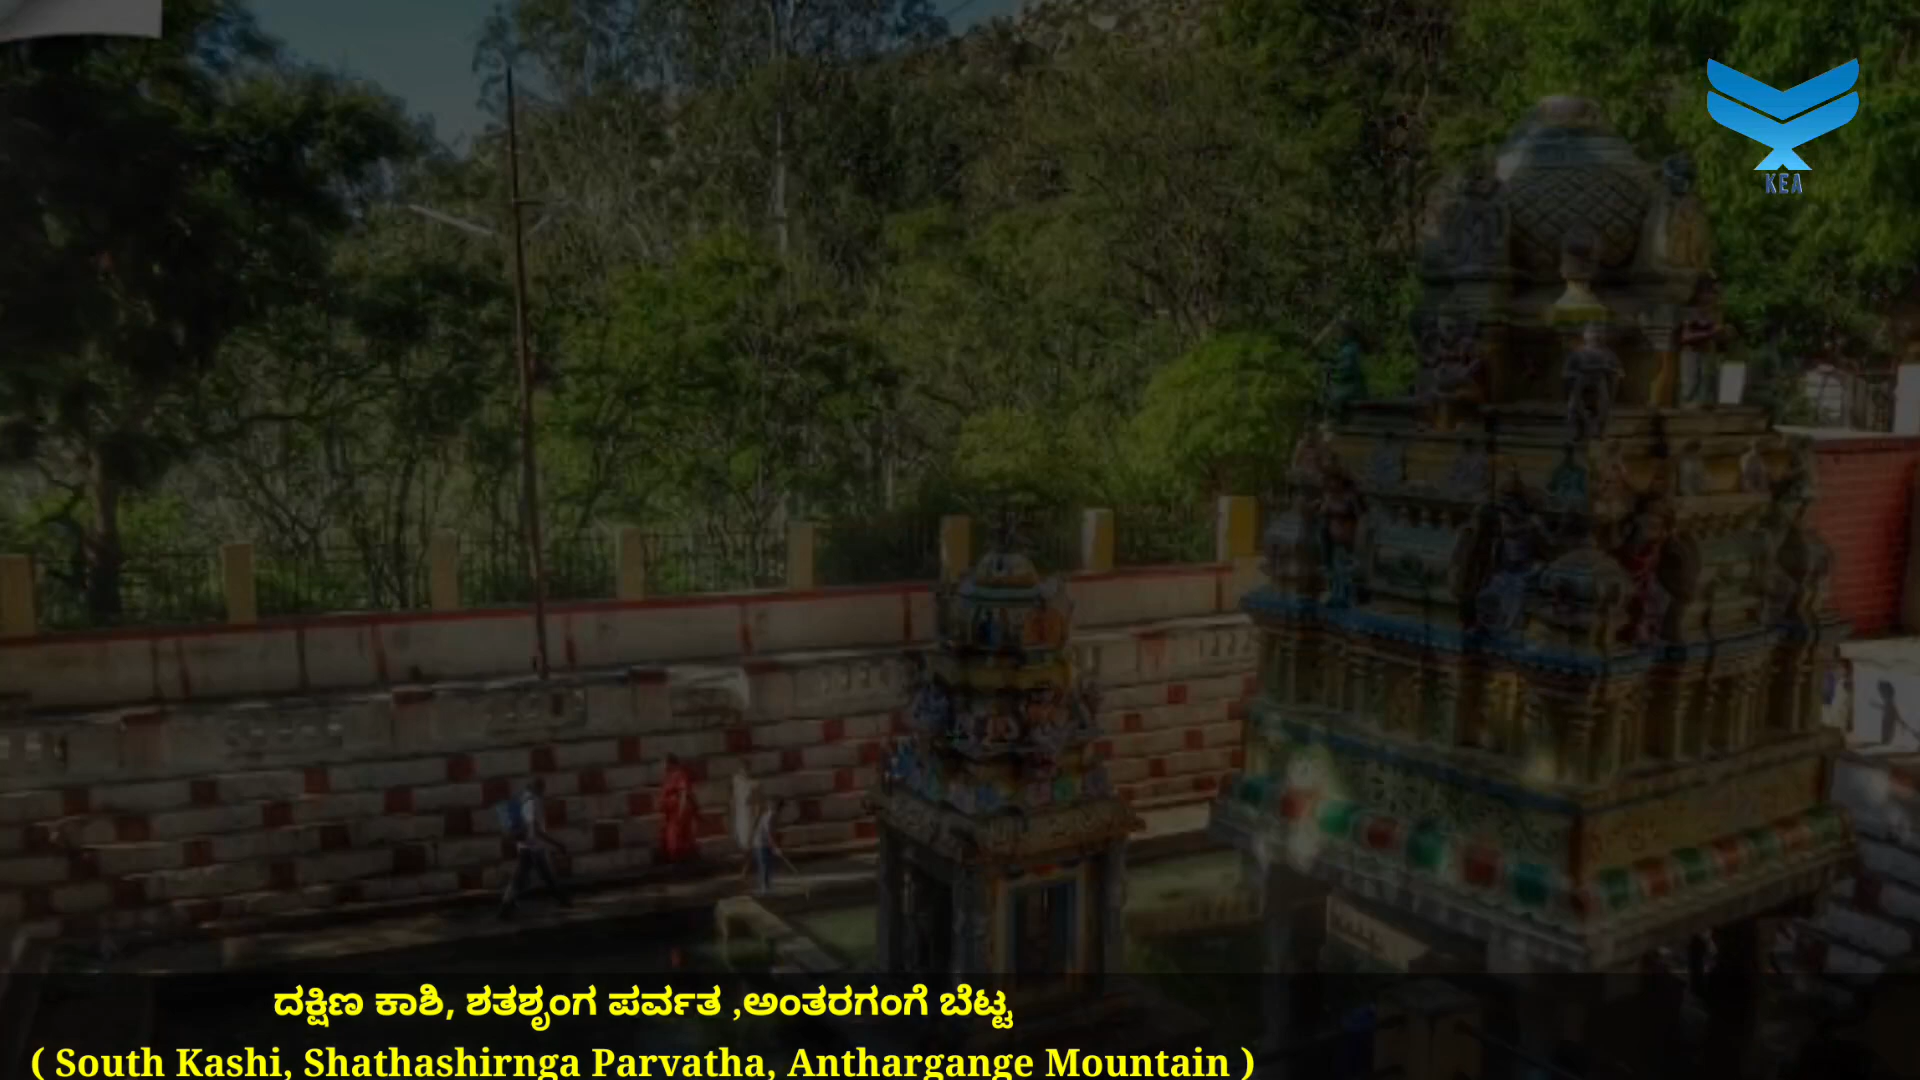 KEA
ದಕ್ಷಿಣ ಕಾಶಿ, ಶತಶೃಂಗ ಪರ್ವತ ,ಅಂತರಗಂಗೆ ಬೆಟ್ಟ
( South Kashi, Shathashirnga Parvatha, Anthargange Mountain )